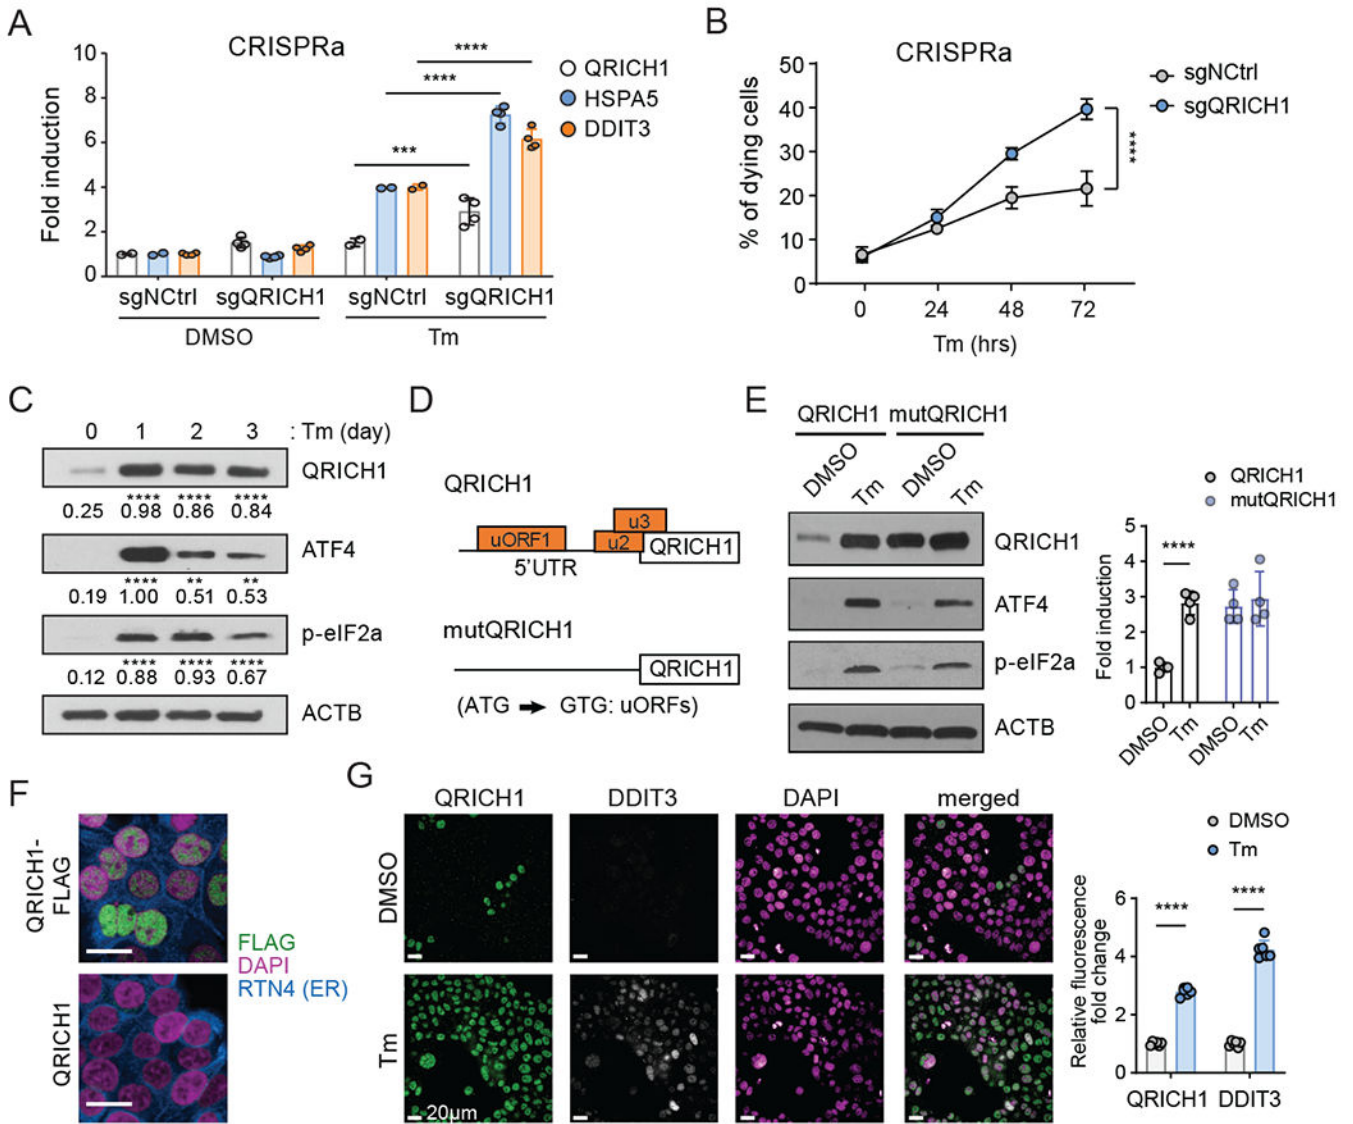 A
CRISPRa
Fold induction
10
8
6
4
2
0
****
****
***
QRICH1
HSPA5
DDIT3
sgNCtrl sgQRICH1 sgNCtrl sgQRICH1
DMSO Tm
B
CRISPRa
% of dying cells
50
40
30
20
10
0
0 24 48 72
Tm (hrs)
sgNCtrl
sgQRICH1
****
C
0 1 2 3 : Tm (day)
QRICH1
**** **** ****
0.25 0.98 0.86 0.84
ATF4
**** ** **
0.19 1.00 0.51 0.53
p-eIF2a
**** **** ****
0.12 0.88 0.93 0.67
ACTB
D
QRICH1
u3
uORF1 u2 QRICH1
5'UTR
mutQRICH1
QRICH1
(ATG → GTG: uORFs)
E
QRICH1 mutQRICH1
DMSO Tm DMSO Tm
QRICH1
ATF4
p-eIF2a
ACTB
QRICH1
mutQRICH1
Fold induction
5
4
3
2
1
0
****
DMSO Tm DMSO Tm
F
QRICH1-
FLAG
QRICH1
FLAG
DAPI
RTN4 (ER)
G
QRICH1 DDIT3 DAPI merged
DMSO
Tm
20µm
DMSO
Tm
Relative fluorescence
fold change
6
4
2
0
**** ****
QRICH1 DDIT3